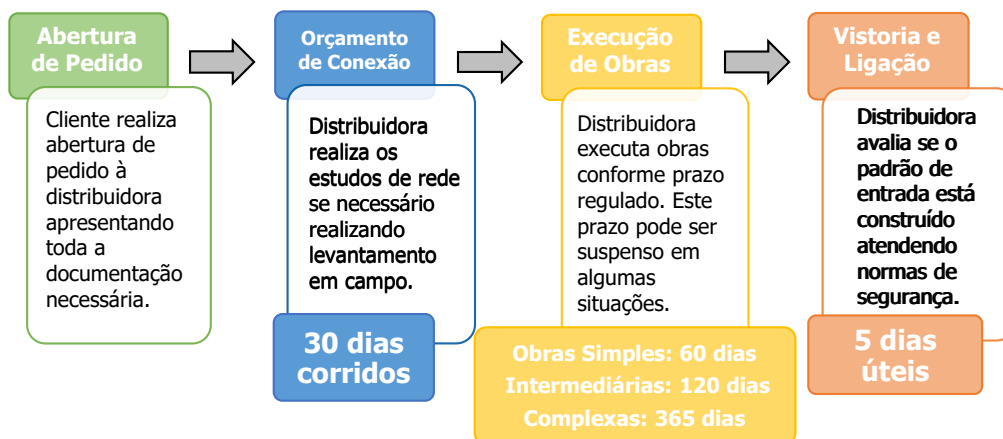 Abertura
de Pedido
Cliente realiza
abertura de
pedido à
distribuidora
apresentando
toda a
documentação
necessária.
Orçamento
de Conexão
Distribuidora
realiza os
estudos de rede
se necessário
realizando
levantamento
em campo.
30 dias
corridos
Execução
de Obras
Distribuidora
executa obras
conforme prazo
regulado. Este
prazo pode ser
suspenso em
algumas
situações.
Obras Simples: 60 dias
Intermediárias: 120 dias
Complexas: 365 dias
Vistoria e
Ligação
Distribuidora
avalia se o
padrão de
entrada está
construído
atendendo
normas de
segurança.
5 dias
úteis